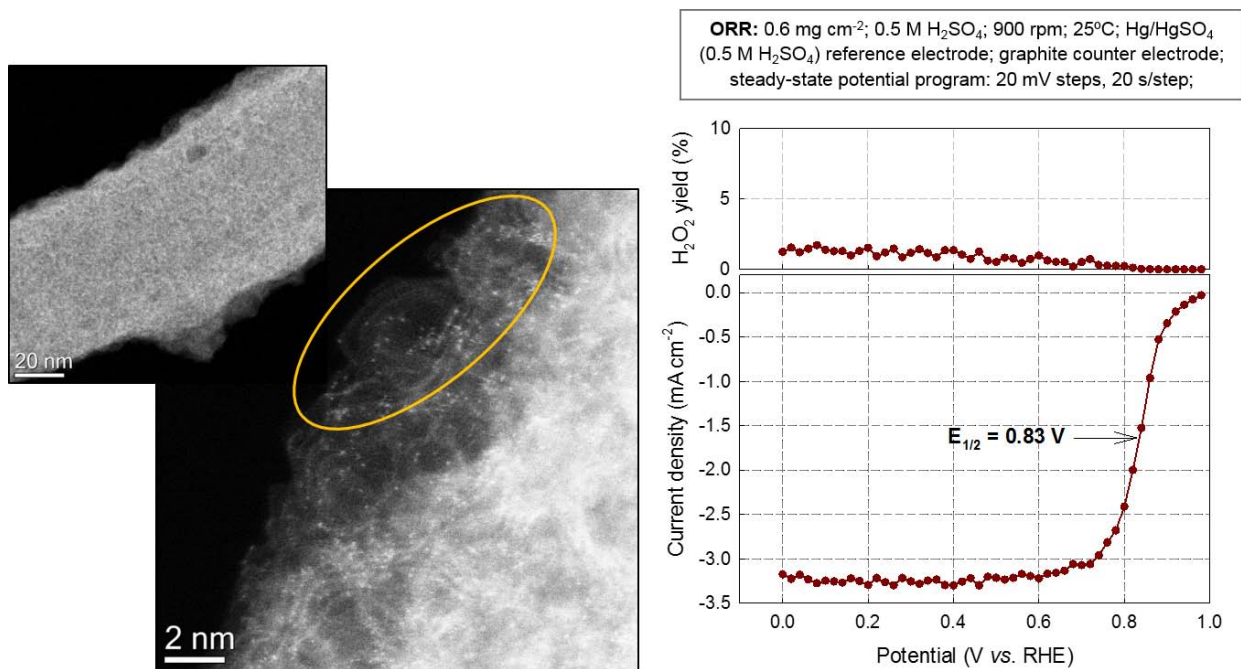 ORR: 0.6 mg cm⁻²; 0.5 M H₂SO₄; 900 rpm; 25ºC; Hg/HgSO₄
(0.5 M H₂SO₄) reference electrode; graphite counter electrode;
steady-state potential program: 20 mV steps, 20 s/step;
20 nm
2 nm
H₂O₂ yield (%)
10
5
0
Current density (mA cm⁻²)
0.0
-0.5
-1.0
-1.5
-2.0
-2.5
-3.0
-3.5
E₁/₂ = 0.83 V
0.0 0.2 0.4 0.6 0.8 1.0
Potential (V vs. RHE)